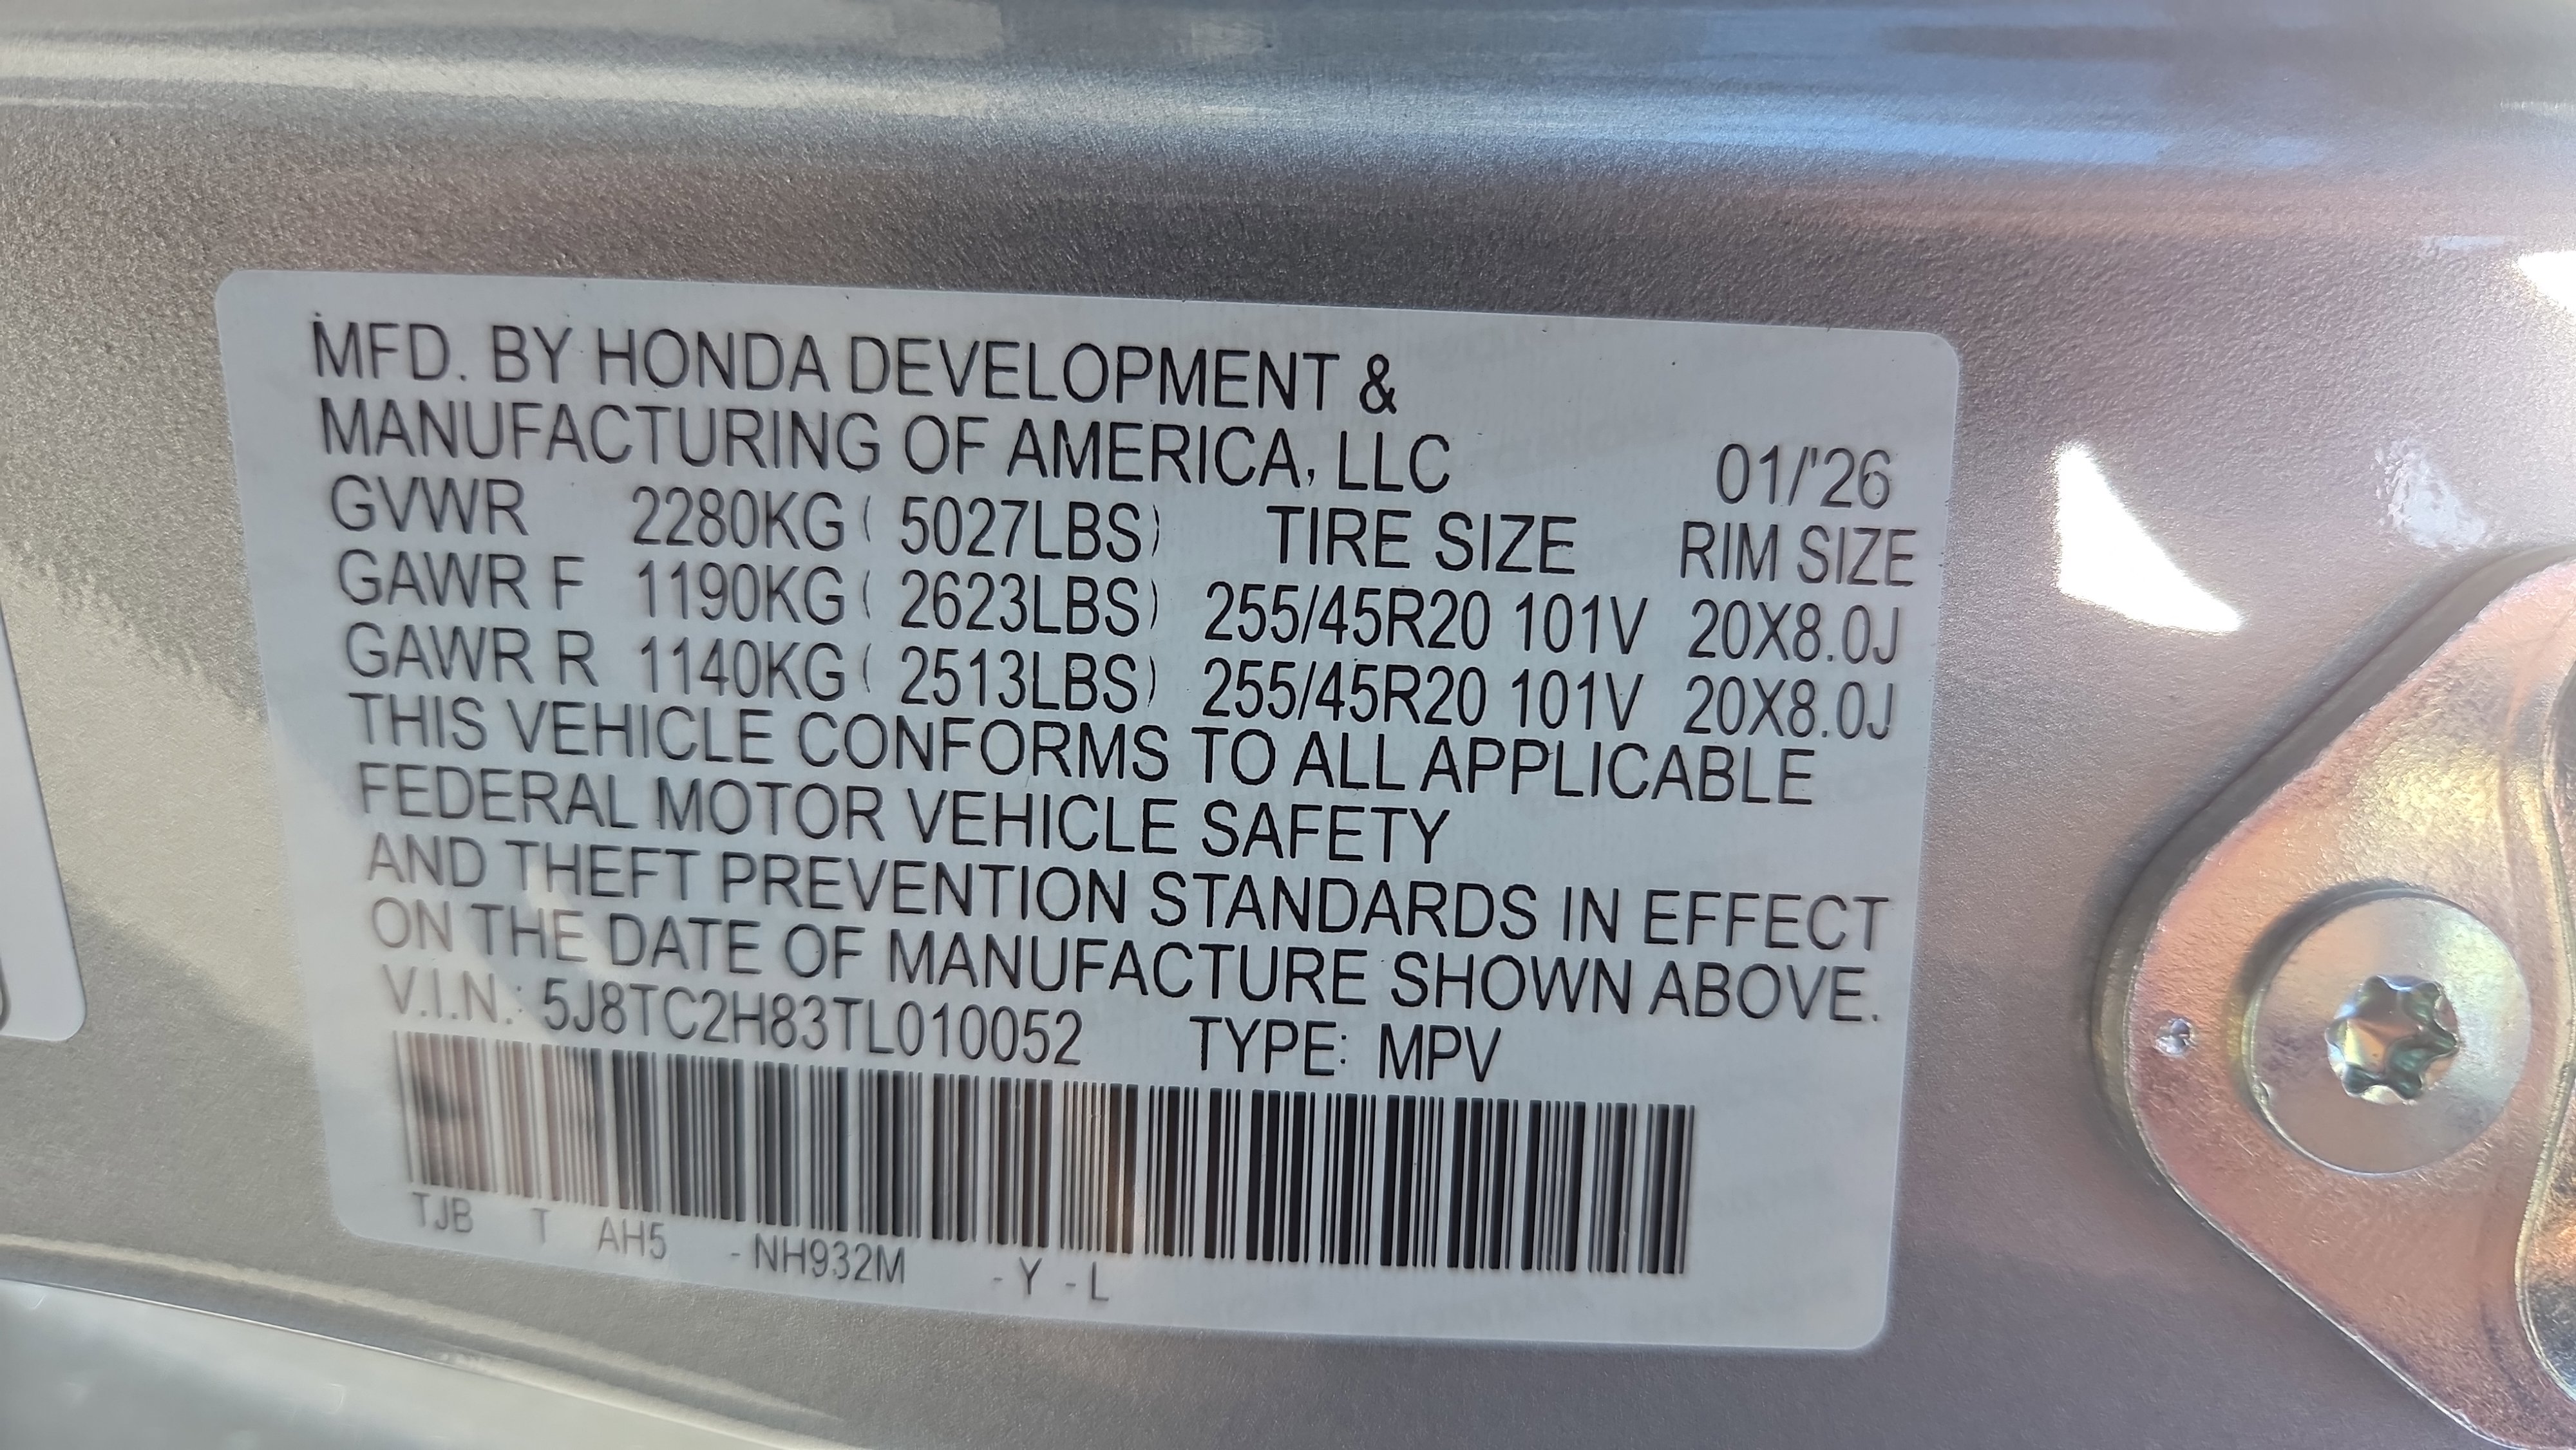 MFD. BY HONDA DEVELOPMENT &
MANUFACTURING OF AMERICA, LLC 01/'26
GVWR 2280KG ( 5027LBS) TIRE SIZE RIM SIZE
GAWR F 1190KG ( 2623LBS) 255/45R20 101V 20X8.0J
GAWR R 1140KG ( 2513LBS) 255/45R20 101V 20X8.0J
THIS VEHICLE CONFORMS TO ALL APPLICABLE
FEDERAL MOTOR VEHICLE SAFETY
AND THEFT PREVENTION STANDARDS IN EFFECT
ON THE DATE OF MANUFACTURE SHOWN ABOVE.
V.I.N.: 5J8TC2H83TL010052 TYPE: MPV
TJB T AH5 - NH932M - Y - L